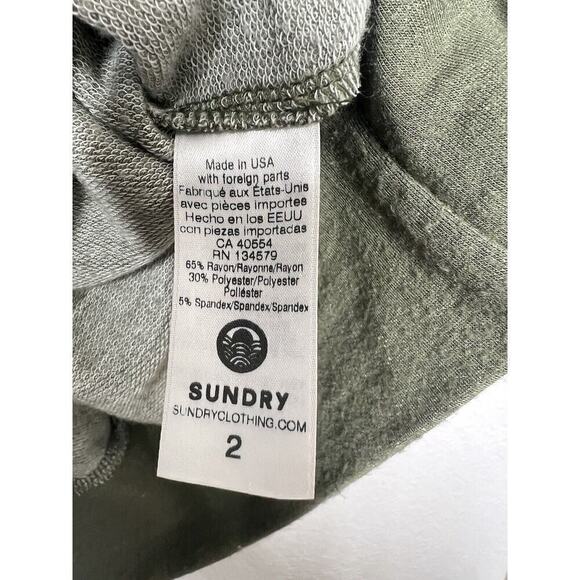 Made in USA
with foreign parts
Fabriqué aux États-Unis
avec pièces importes
Hecho en los EEUU
con piezas importadas
CA 40554
RN 134579
65% Rayon/Rayonne/Rayon
30% Polyester/Polyester
Poliéster
5% Spandex/Spandex/Spandex
SUNDRY
SUNDRYCLOTHING.COM
2